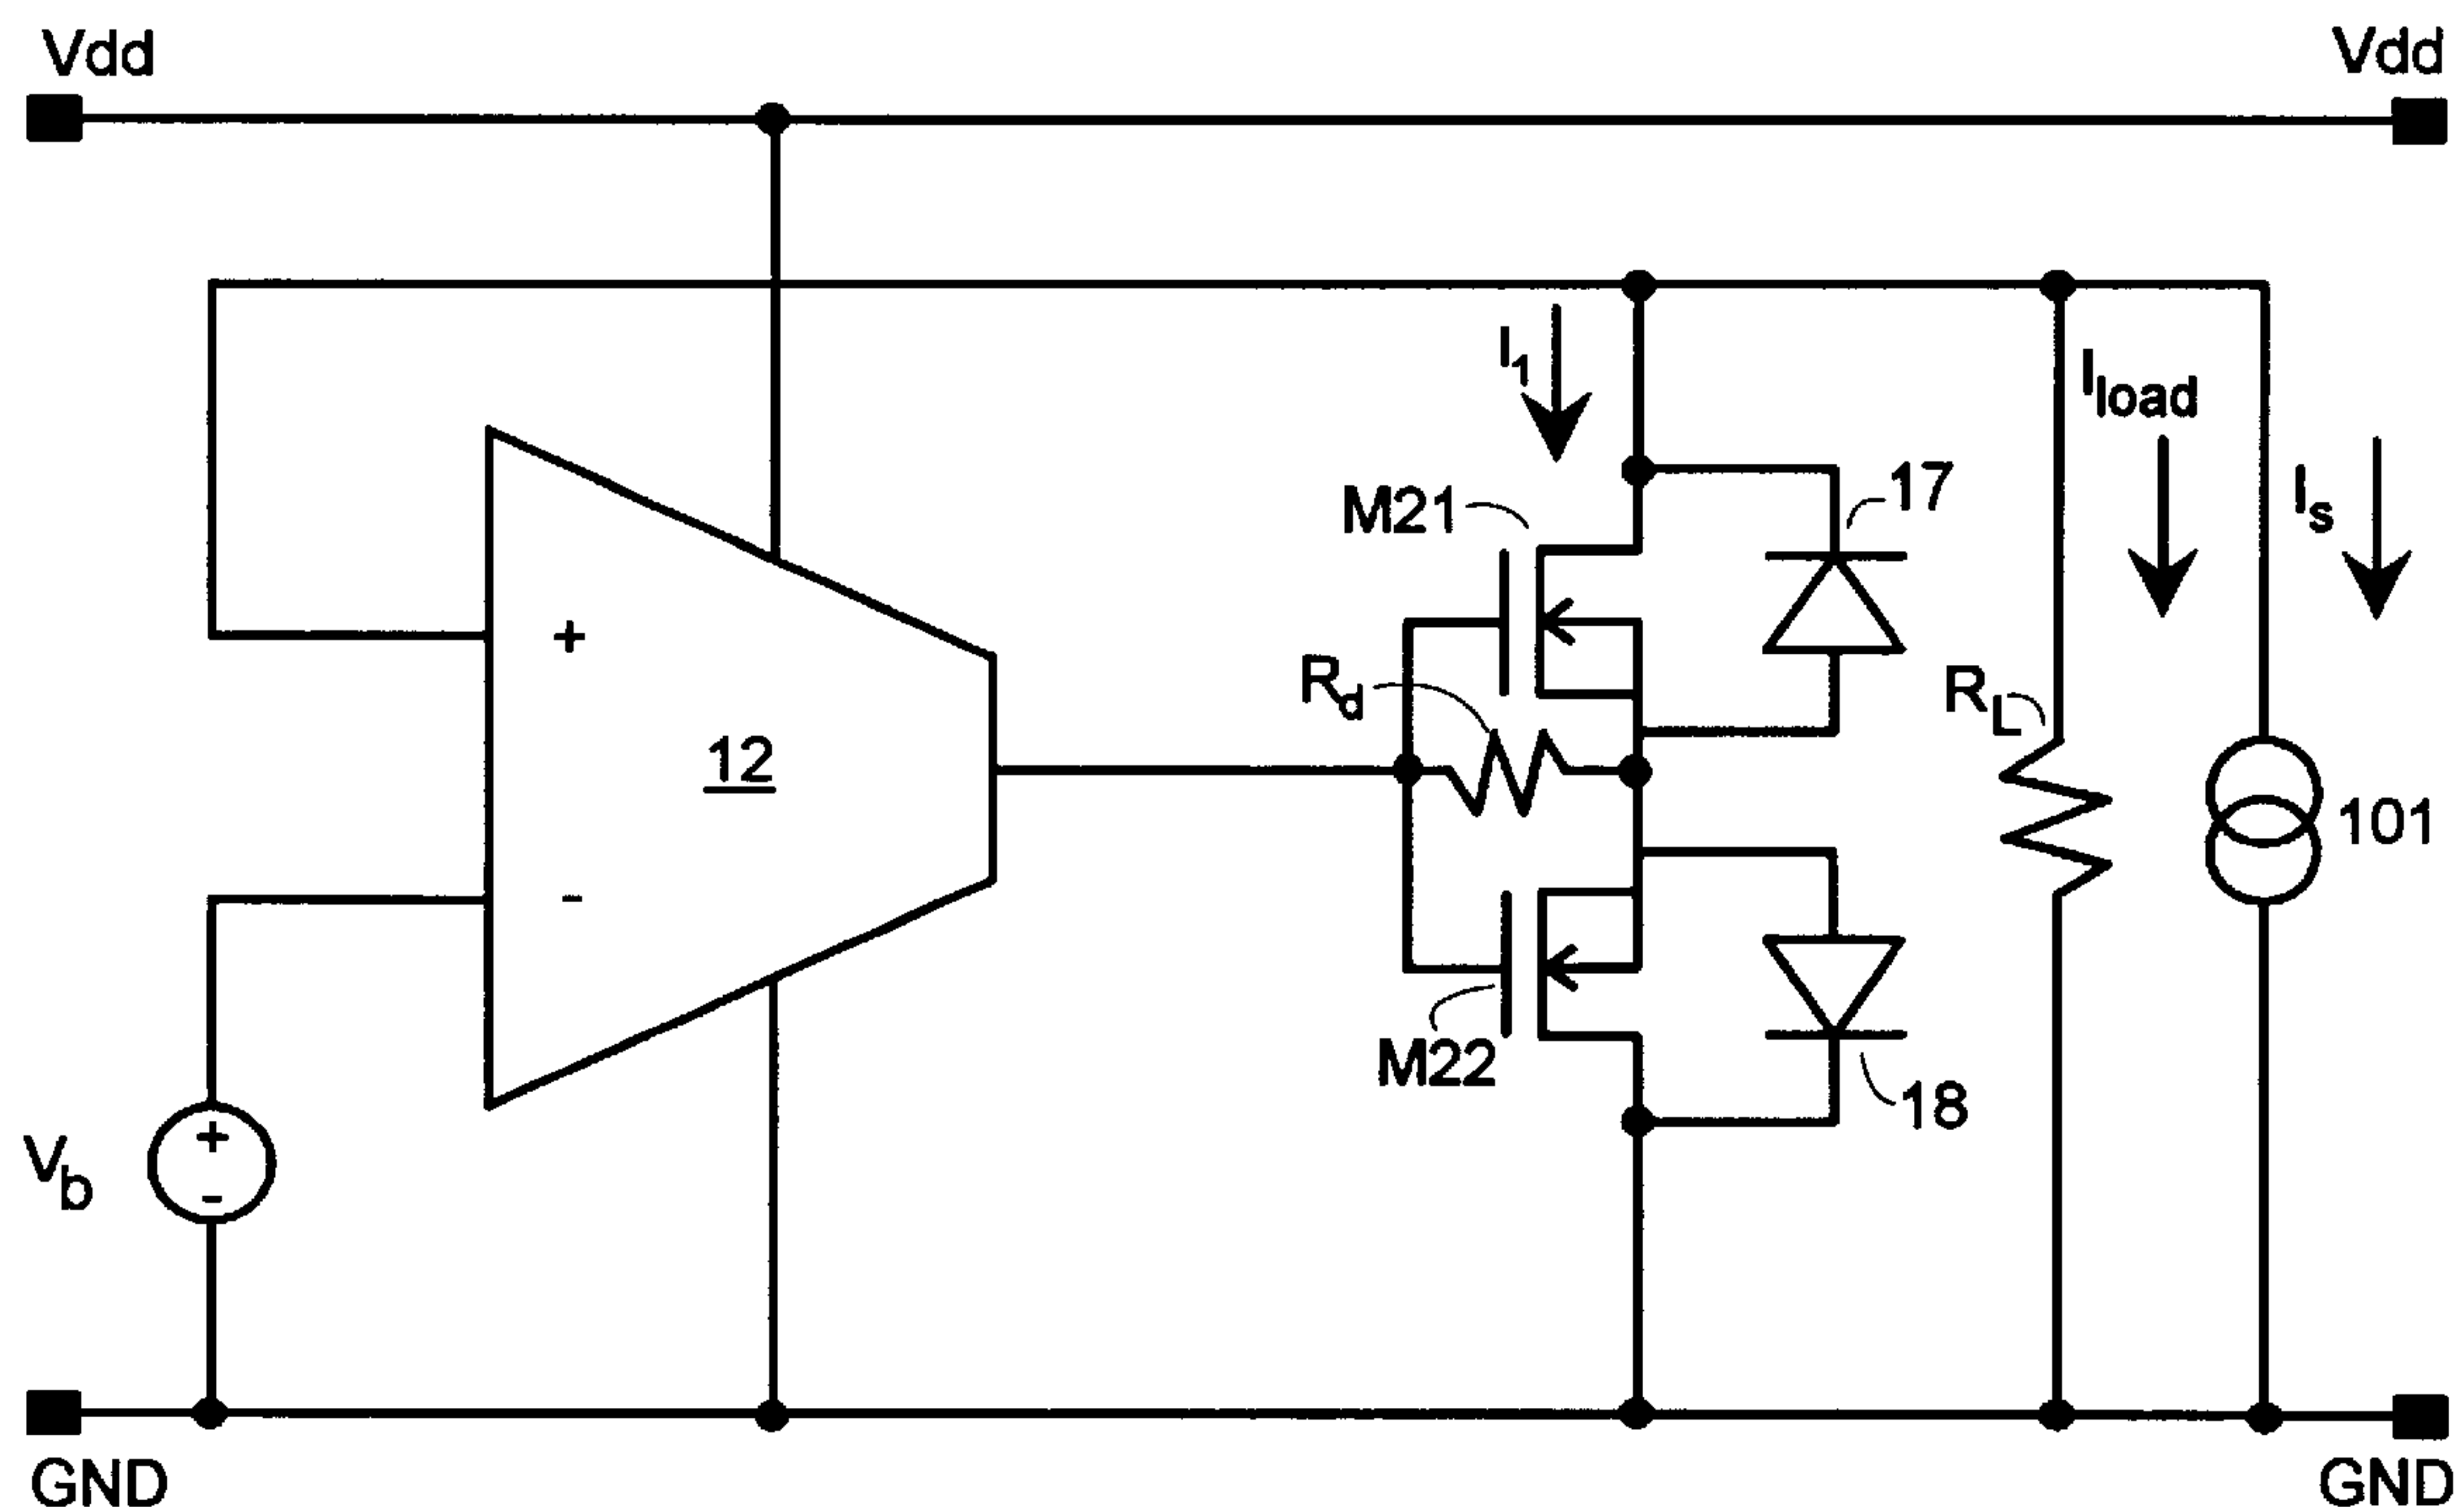 Vdd
Vdd
I1
Iload
M21
17
Is
+
Rd
RL
12
101
-
M22
18
Vb
+
-
GND
GND